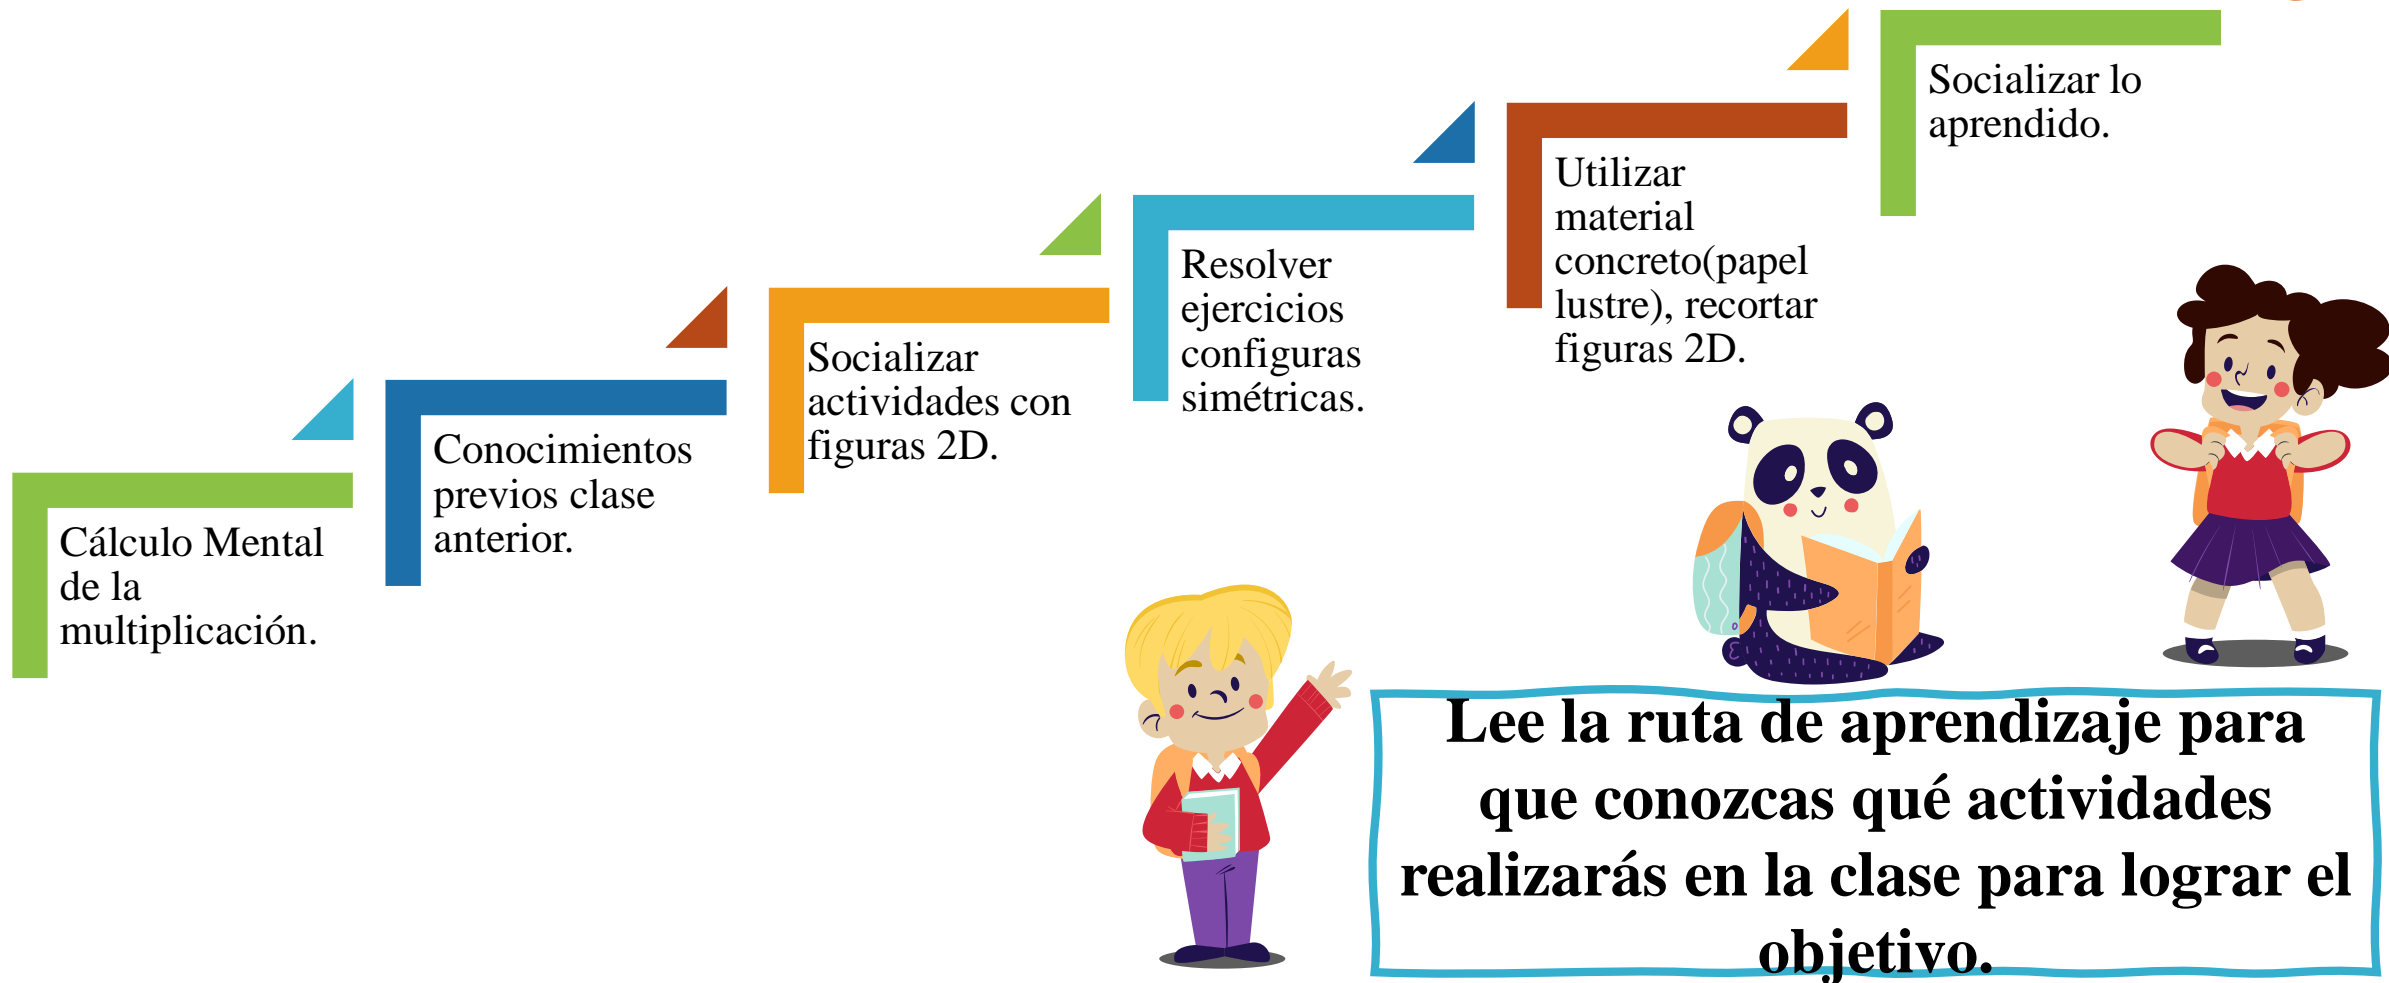 Cálculo Mental
de la
multiplicación.
Conocimientos
previos clase
anterior.
Socializar
actividades con
figuras 2D.
Resolver
ejercicios
configuras
simétricas.
Utilizar
material
concreto(papel
lustre), recortar
figuras 2D.
Socializar lo
aprendido.
Lee la ruta de aprendizaje para
que conozcas qué actividades
realizarás en la clase para lograr el
objetivo.